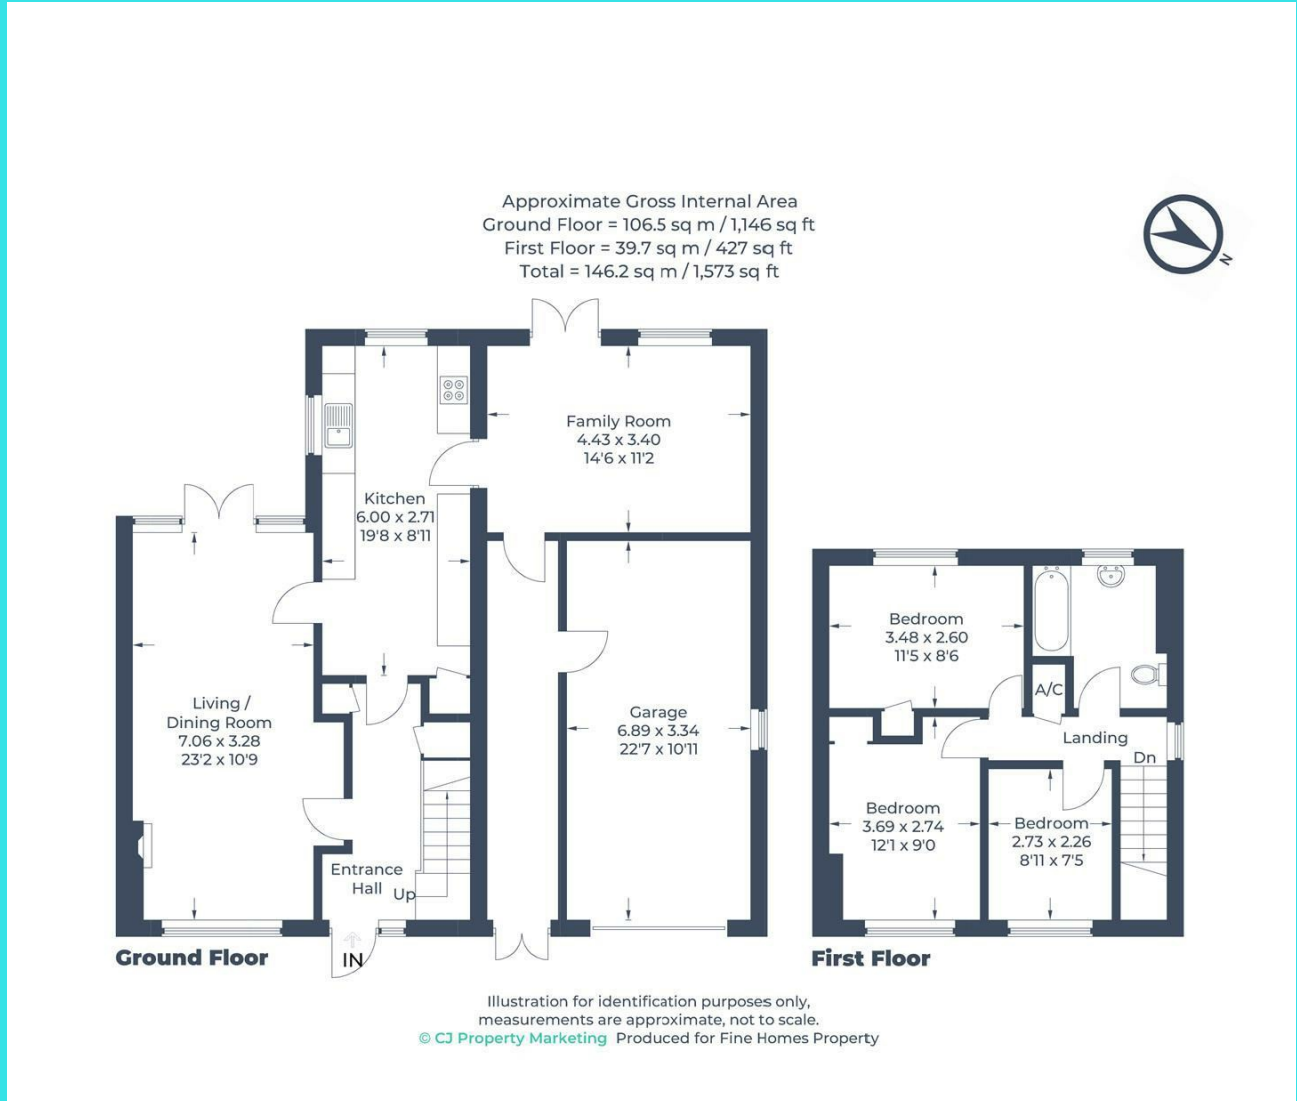 Approximate Gross Internal Area
Ground Floor = 106.5 sq m / 1,146 sq ft
First Floor = 39.7 sq m / 427 sq ft
Total = 146.2 sq m / 1,573 sq ft
N
Family Room
4.43 x 3.40
14'6 x 11'2
Kitchen
6.00 x 2.71
19'8 x 8'11
Living /
Dining Room
7.06 x 3.28
23'2 x 10'9
Garage
6.89 x 3.34
22'7 x 10'11
Entrance
Hall
Up
IN
Ground Floor
Bedroom
3.48 x 2.60
11'5 x 8'6
A/C
Landing
Dn
Bedroom
3.69 x 2.74
12'1 x 9'0
Bedroom
2.73 x 2.26
8'11 x 7'5
First Floor
Illustration for identification purposes only,
measurements are approximate, not to scale.
© CJ Property Marketing Produced for Fine Homes Property